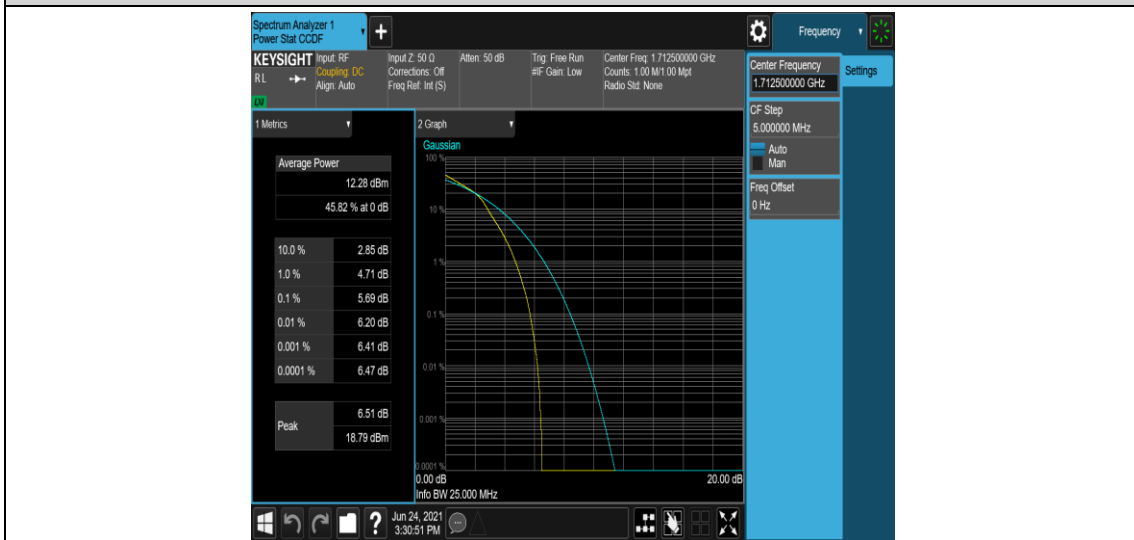 Spectrum Analyzer 1
Power Stat CCDF
+
Frequency
KEYSIGHT
RL
LXI
Input: RF
Coupling: DC
Align: Auto
Input Z: 50 Ω
Corrections: Off
Freq Ref: Int (S)
Atten: 50 dB
Trig: Free Run
#IF Gain: Low
Center Freq: 1.712500000 GHz
Counts: 1.00 M/1.00 Mpt
Radio Std: None
Center Frequency
1.712500000 GHz
Settings
CF Step
5.000000 MHz
Auto
Man
Freq Offset
0 Hz
1 Metrics
Average Power
12.28 dBm
45.82 % at 0 dB
10.0 % 2.85 dB
1.0 % 4.71 dB
0.1 % 5.69 dB
0.01 % 6.20 dB
0.001 % 6.41 dB
0.0001 % 6.47 dB
Peak
6.51 dB
18.79 dBm
2 Graph
Gaussian
100 %
10 %
1 %
0.1 %
0.01 %
0.001 %
0.0001 %
0.00 dB 20.00 dB
Info BW 25.000 MHz
?
Jun 24, 2021
3:30:51 PM